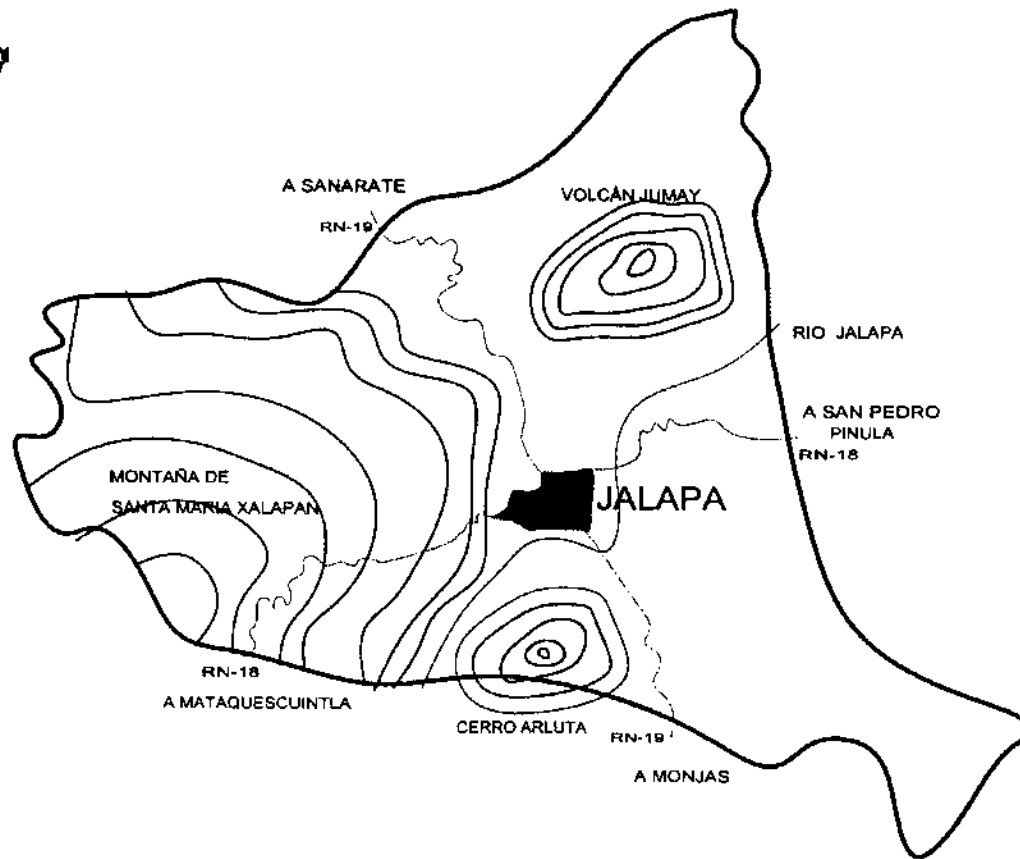 A SANARATE
RN-19
VOLCÁN JUMAY
RIO JALAPA
A SAN PEDRO
PINULA
RN-18
MONTAÑA DE
SANTA MARIA XALAPAN
JALAPA
RN-18
A MATAQUESCUINTLA
CERRO ARLUTA
RN-19
A MONJAS